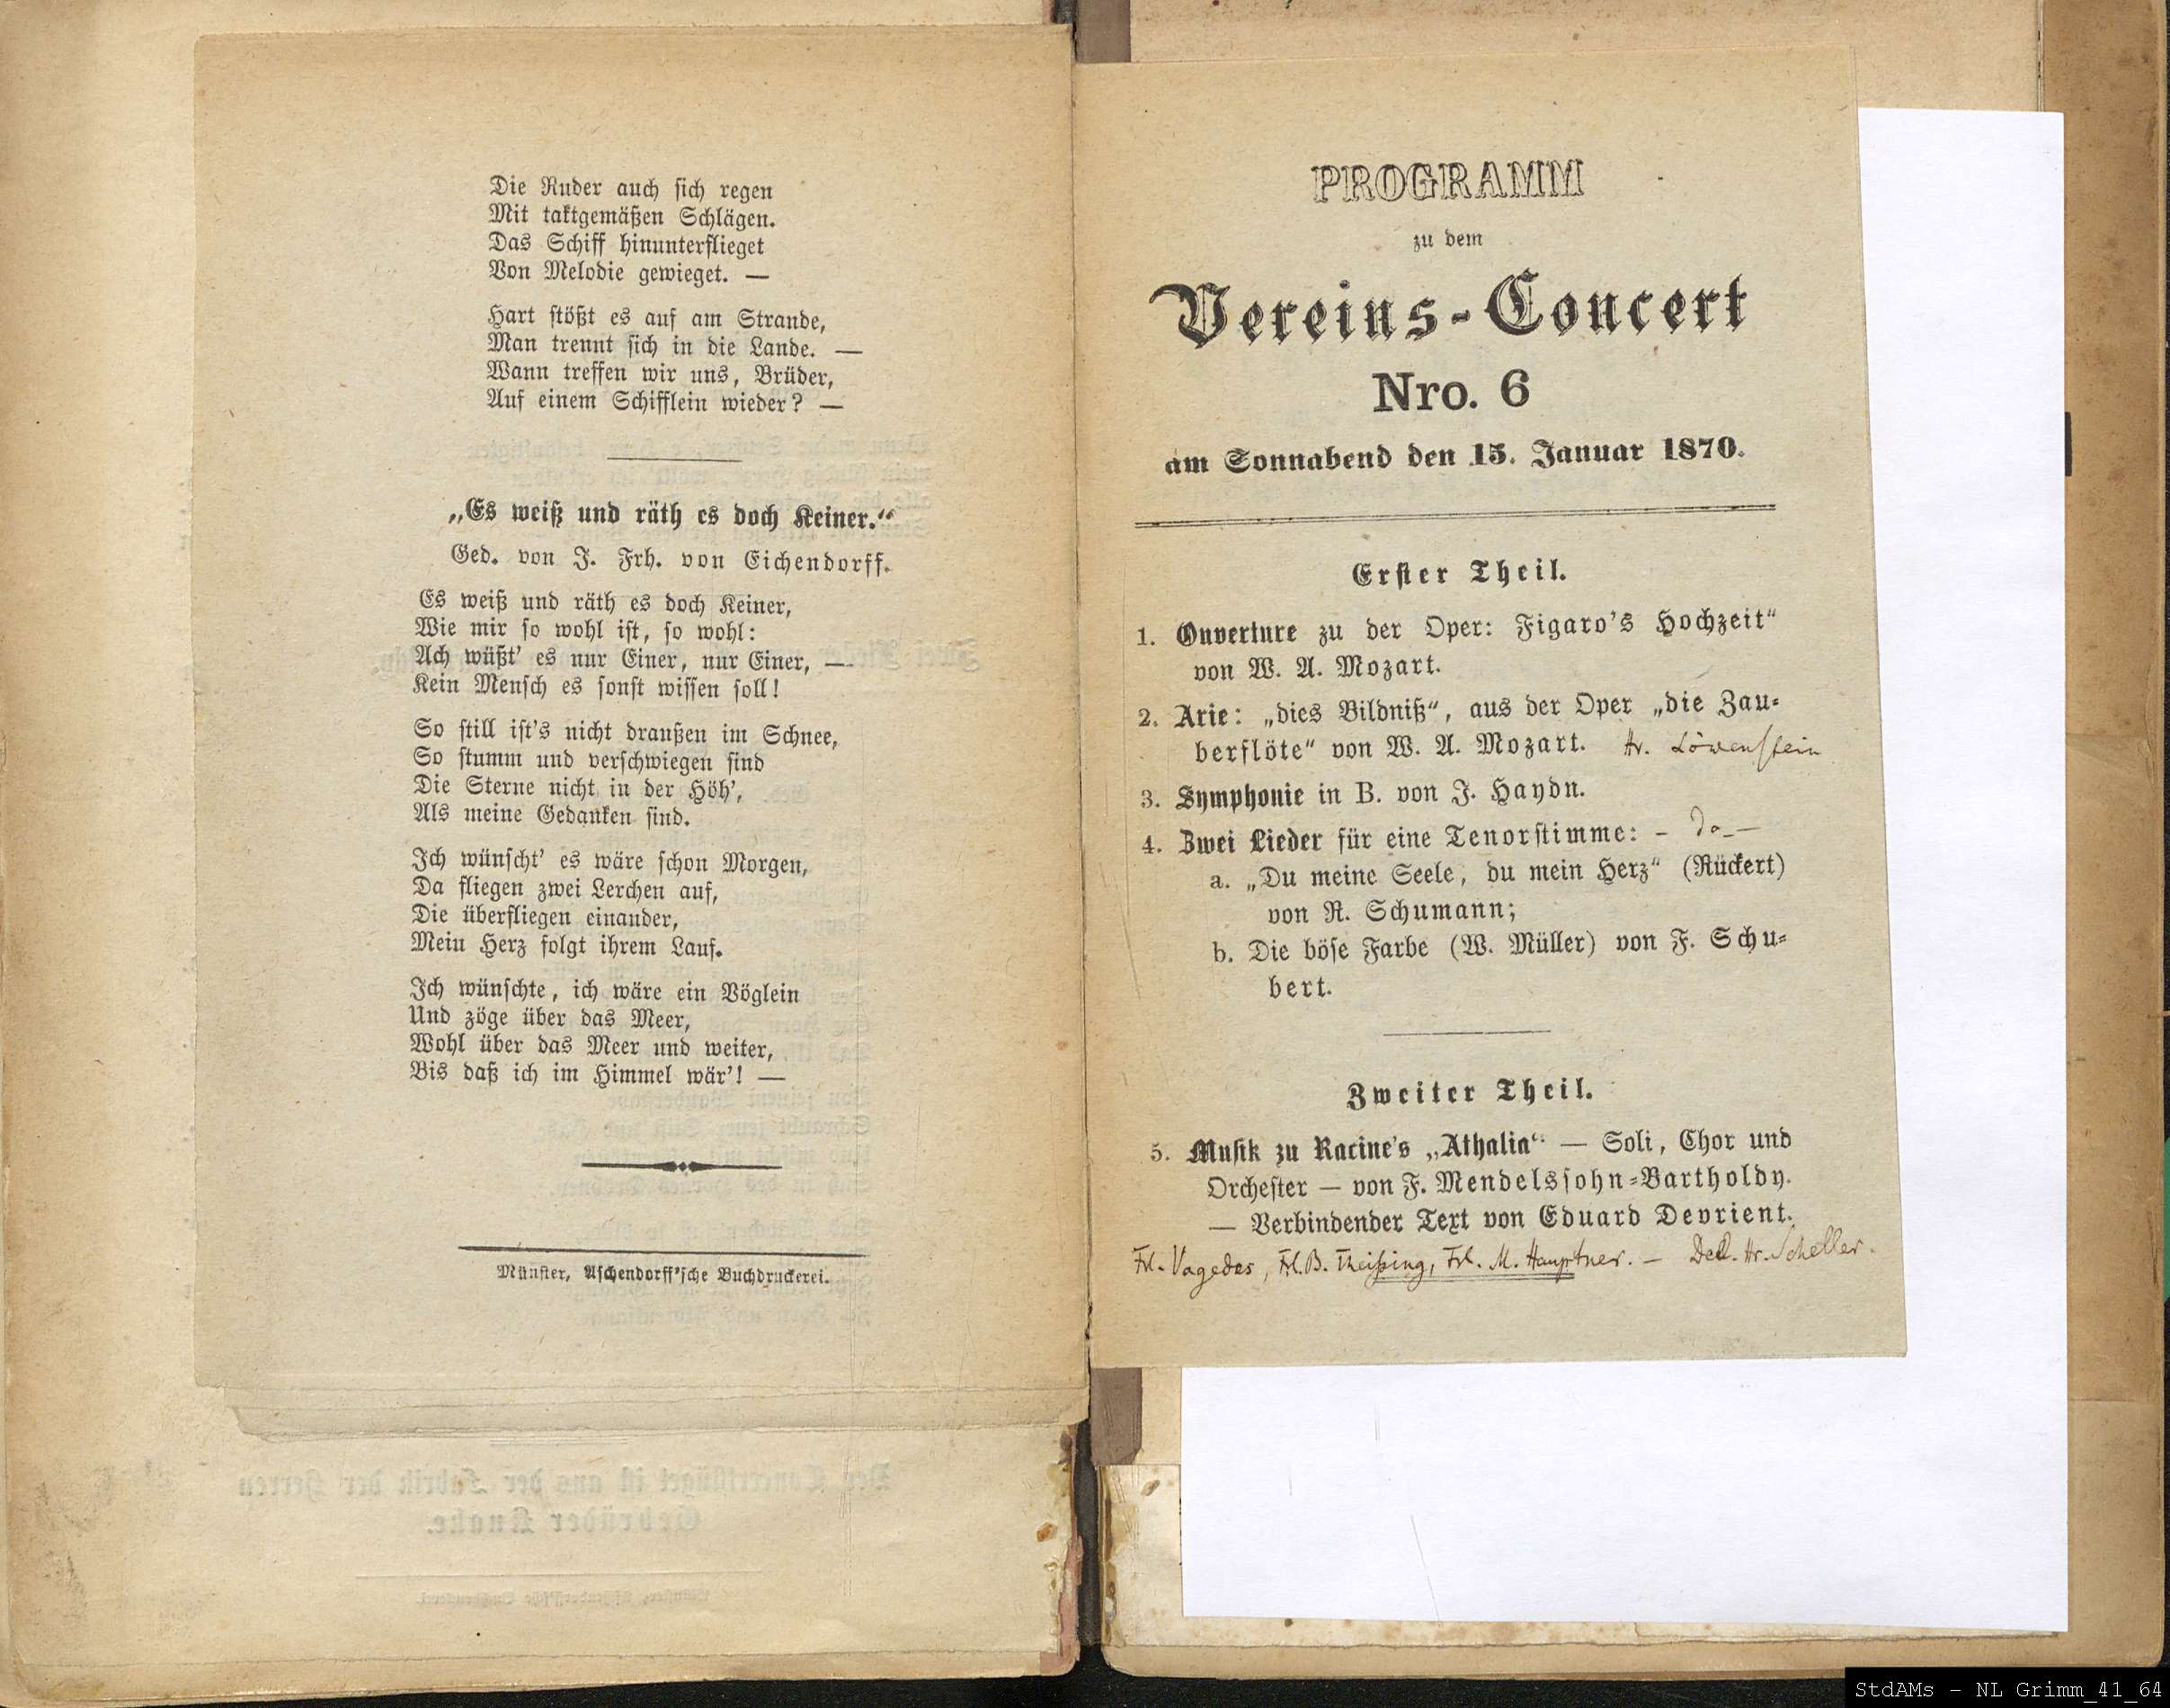 Die Ruder auch sich regen
Mit taktgemäßen Schlägen.
Das Schiff hinunterflieget
Von Melodie gewieget. —
Hart stößt es auf am Strande,
Man trennt sich in die Lande. —
Wann treffen wir uns, Brüder,
Auf einem Schifflein wieder? —
„Es weiß und räth es doch Keiner.“
Ged. von J. Frh. von Eichendorff.
Es weiß und räth es doch Keiner,
Wie mir so wohl ist, so wohl:
Ach wüßt' es nur Einer, nur Einer, —
Kein Mensch es sonst wissen soll!
So still ist's nicht draußen im Schnee,
So stumm und verschwiegen sind
Die Sterne nicht in der Höh',
Als meine Gedanken sind.
Ich wünscht' es wäre schon Morgen,
Da fliegen zwei Lerchen auf,
Die überfliegen einander,
Mein Herz folgt ihrem Lauf.
Ich wünschte, ich wäre ein Vöglein
Und zöge über das Meer,
Wohl über das Meer und weiter,
Bis daß ich im Himmel wär'! —
Münster, Aschendorff'sche Buchdruckerei.
PROGRAMM
zu dem
Vereins-Concert
Nro. 6
am Sonnabend den 15. Januar 1870.
Erster Theil.
1. Ouverture zu der Oper: Figaro's Hochzeit“
von W. A. Mozart.
2. Arie: „dies Bildniß“, aus der Oper „die Zau-
berflöte“ von W. A. Mozart. Hr. Löwenstein
3. Symphonie in B. von J. Haydn.
4. Zwei Lieder für eine Tenorstimme: – do –
a. „Du meine Seele, du mein Herz“ (Rückert)
von R. Schumann;
b. Die böse Farbe (W. Müller) von F. Schu-
bert.
Zweiter Theil.
5. Musik zu Racine's „Athalia“ — Soli, Chor und
Orchester — von F. Mendelssohn-Bartholdy.
— Verbindender Text von Eduard Devrient.
Frl. Vagedes, Frl. B. Theissing, Frl. M. Hauptner. — Decl. Hr. Scheller.
StdAMs - NL Grimm_41_64